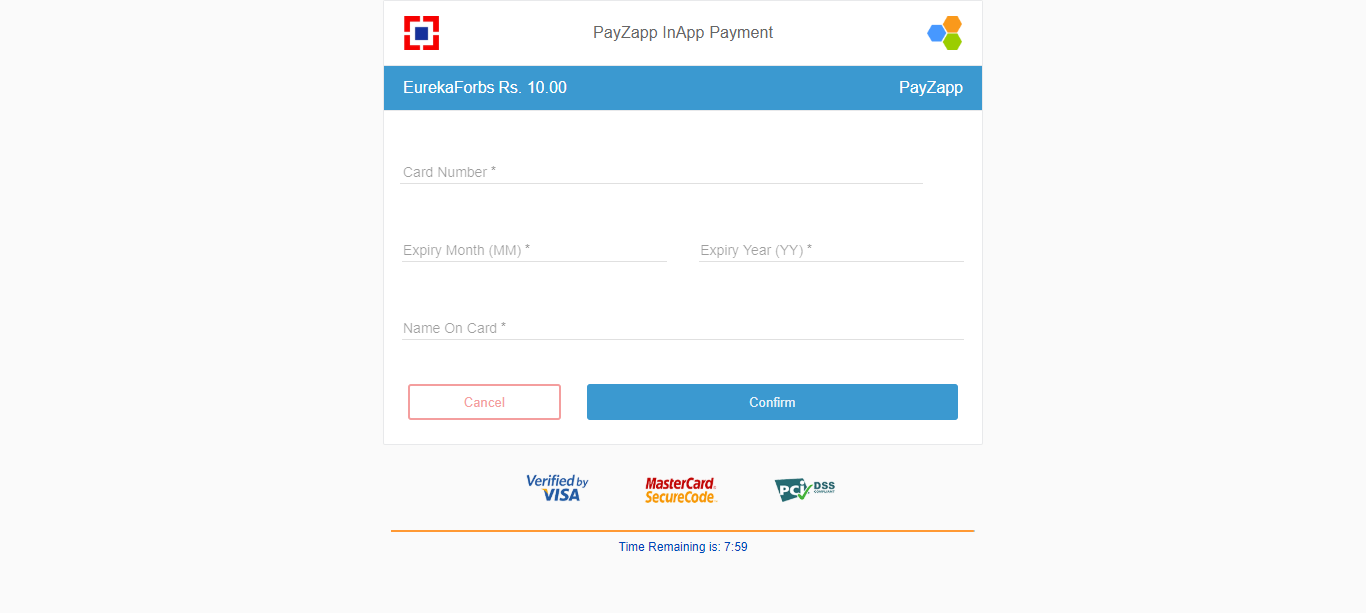 PayZapp InApp Payment
EurekaForbs Rs. 10.00 PayZapp
Card Number *
Expiry Month (MM) * Expiry Year (YY) *
Name On Card *
Cancel Confirm
Verified by
VISA
MasterCard.
SecureCode.
PCi DSS
COMPLIANT
Time Remaining is: 7:59